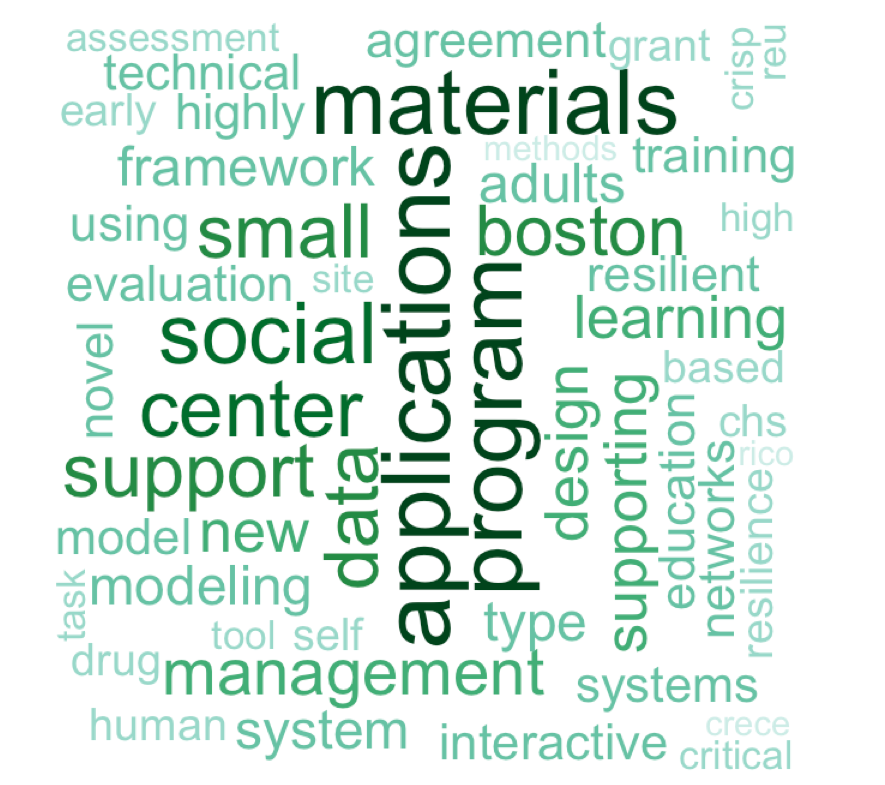 assessment
agreement
grant
crisp
reu
technical
materials
early
highly
methods
training
framework
adults
applications
using
small
boston
high
evaluation
site
program
resilient
social
learning
novel
center
design
supporting
based
education
chs
networks
rico
support
data
resilience
model
new
task
modeling
type
tool
self
drug
management
systems
human
system
interactive
crece
critical